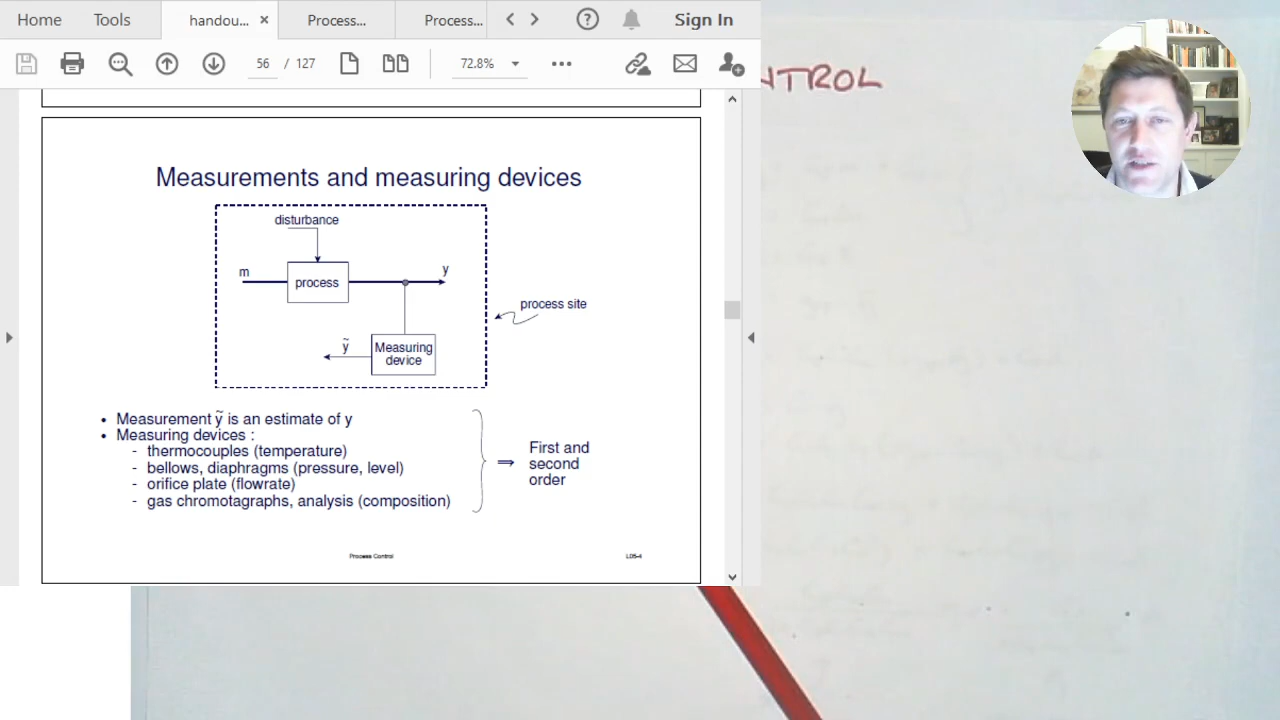 Home Tools handou... × Process... Process... Sign In
56 / 127 72.8%
NTROL
Measurements and measuring devices
disturbance
m
process
y
process site
ỹ
Measuring
device
• Measurement ỹ is an estimate of y
• Measuring devices :
- thermocouples (temperature)
- bellows, diaphragms (pressure, level)
- orifice plate (flowrate)
- gas chromotagraphs, analysis (composition)
⇒ First and
second
order
Process Control
L05-4